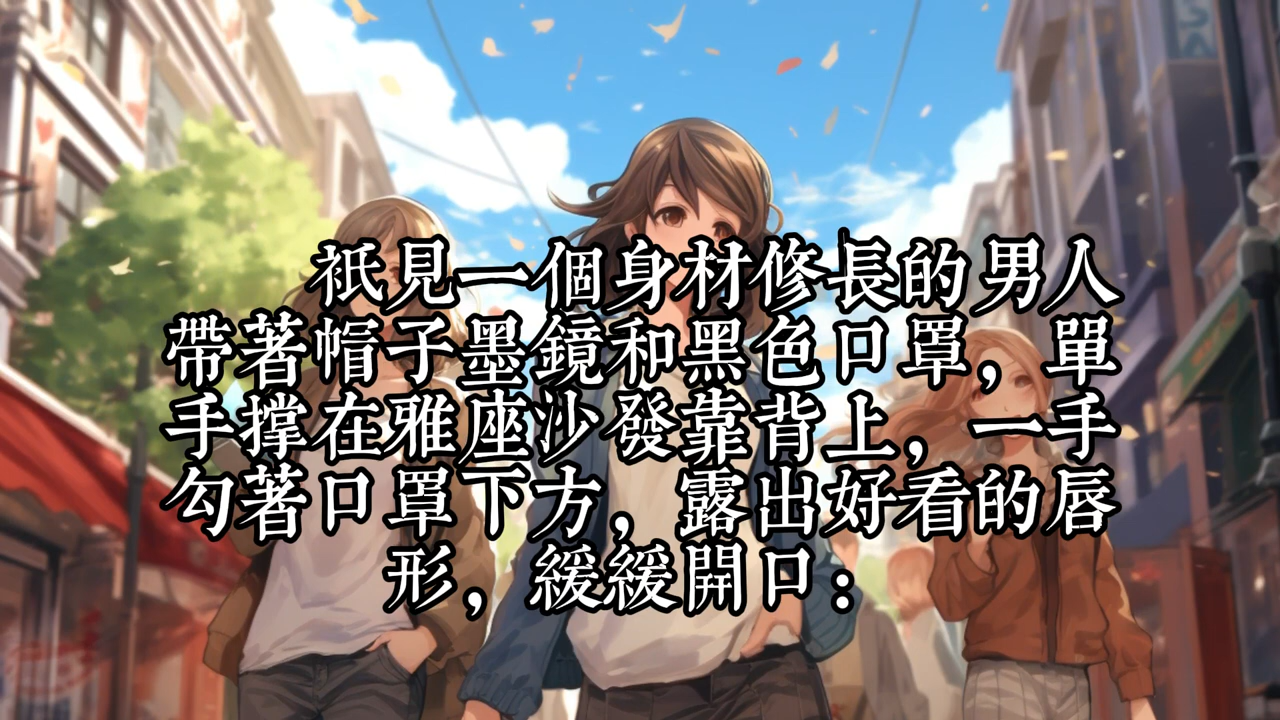 祇見一個身材修長的男人
帶著帽子墨鏡和黑色口罩，單
手撐在雅座沙發靠背上，一手
勾著口罩下方，露出好看的唇
形，緩緩開口：